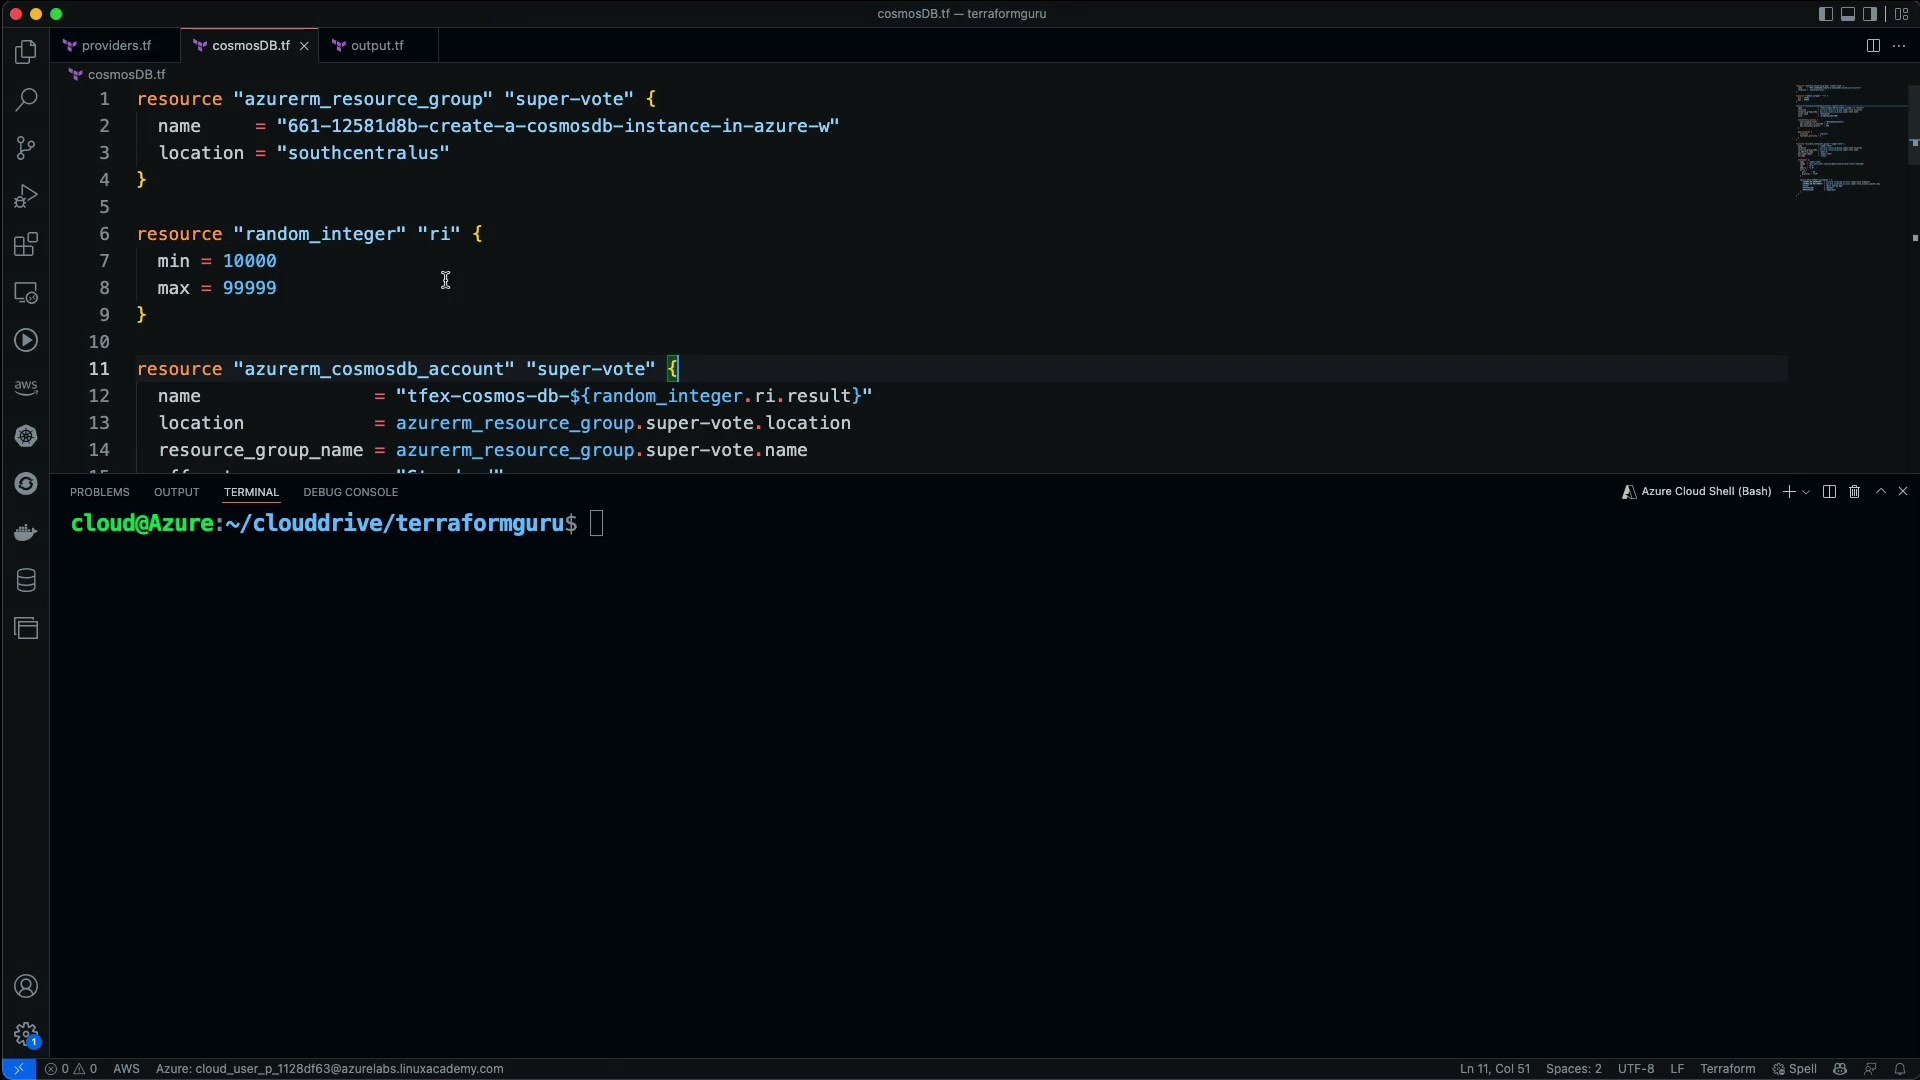 cosmosDB.tf — terraformguru
providers.tf
cosmosDB.tf
output.tf
cosmosDB.tf
1 resource "azurerm_resource_group" "super-vote" {
2 name = "661-12581d8b-create-a-cosmosdb-instance-in-azure-w"
3 location = "southcentralus"
4 }
5
6 resource "random_integer" "ri" {
7 min = 10000
8 max = 99999
9 }
10
11 resource "azurerm_cosmosdb_account" "super-vote" {
12 name = "tfex-cosmos-db-${random_integer.ri.result}"
13 location = azurerm_resource_group.super-vote.location
14 resource_group_name = azurerm_resource_group.super-vote.name
aws
PROBLEMS OUTPUT TERMINAL DEBUG CONSOLE
Azure Cloud Shell (Bash)
cloud@Azure:~/clouddrive/terraformguru$
1
0 0 AWS Azure: cloud_user_p_1128df63@azurelabs.linuxacademy.com
Ln 11, Col 51 Spaces: 2 UTF-8 LF Terraform Spell